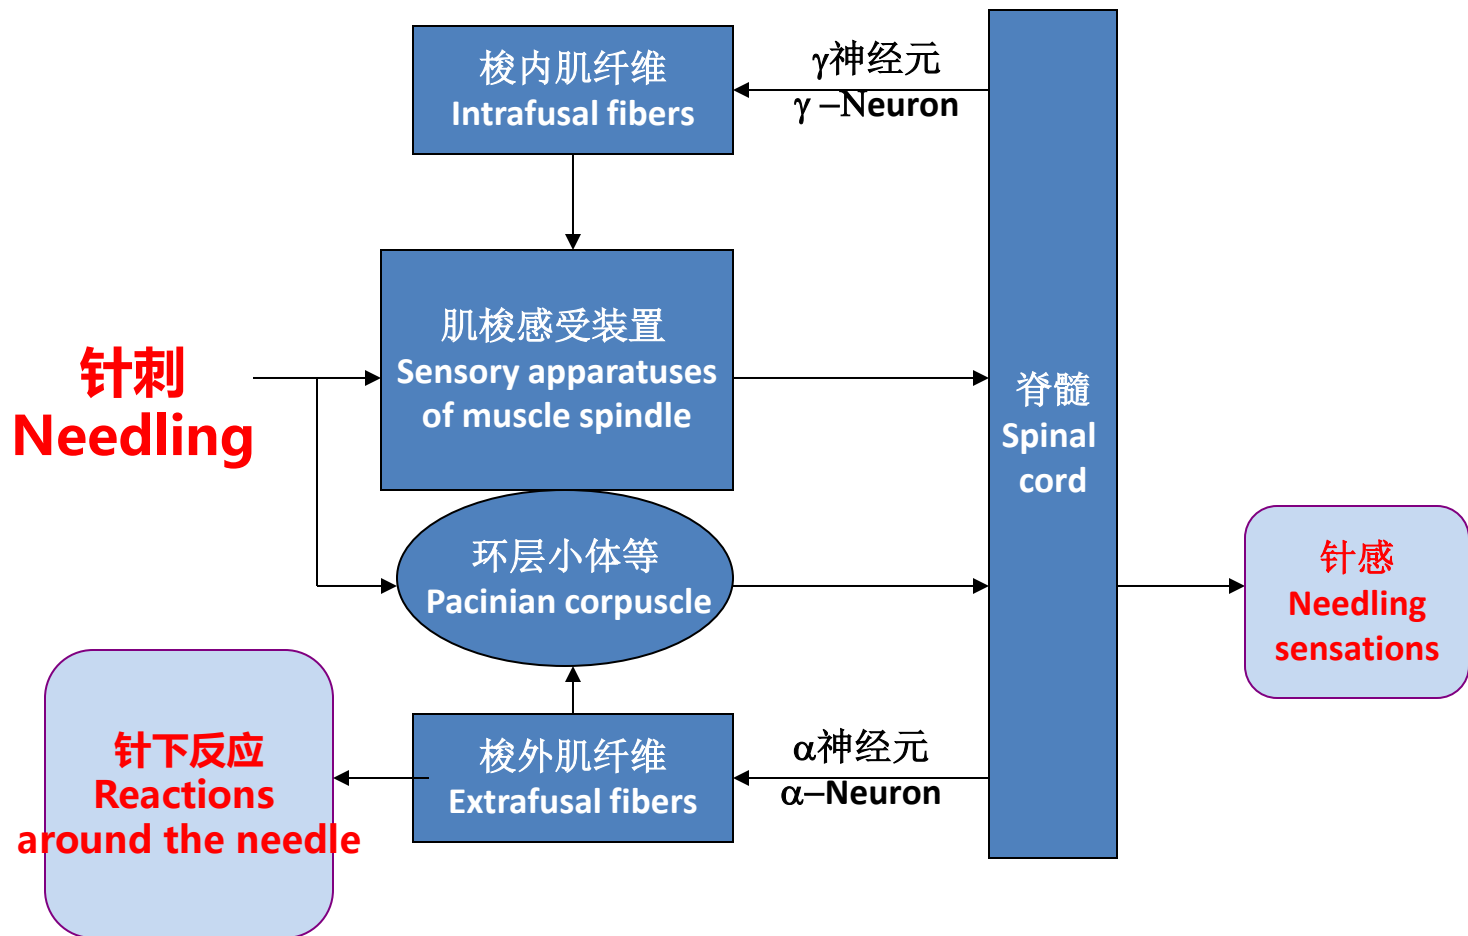 梭内肌纤维
Intrafusal fibers
γ神经元
γ –Neuron
肌梭感受装置
Sensory apparatuses
of muscle spindle
针刺
Needling
脊髓
Spinal
cord
环层小体等
Pacinian corpuscle
针感
Needling
sensations
针下反应
Reactions
around the needle
梭外肌纤维
Extrafusal fibers
α神经元
α–Neuron